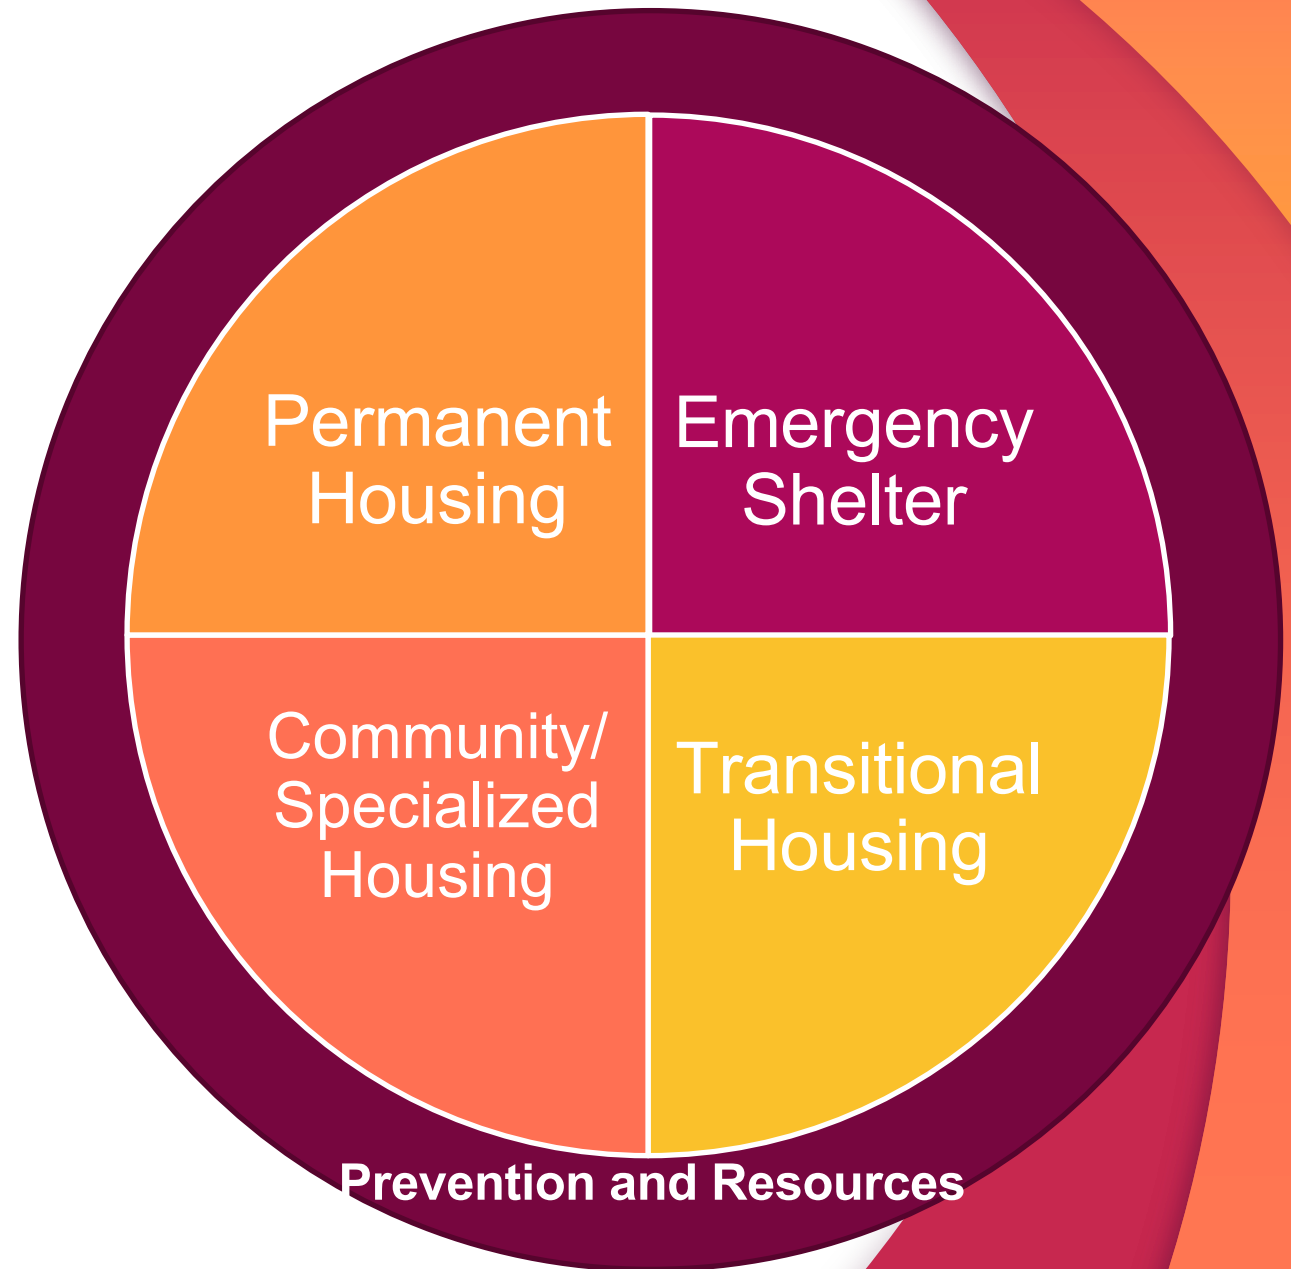 Permanent
Housing
Emergency
Shelter
Community/
Specialized
Housing
Transitional
Housing
Prevention and Resources